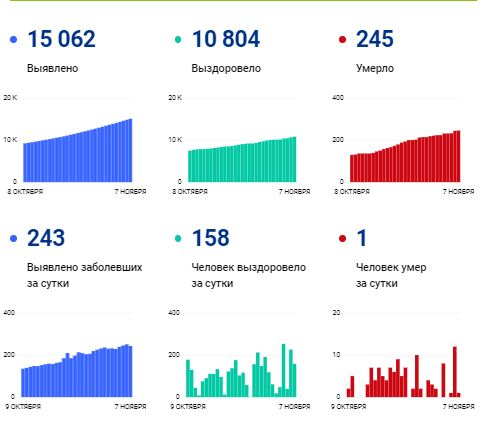 15 062
10 804
245
Выявлено
Выздоровело
Умерло
20 K
20 K
400
10 K
10 K
200
0
0
0
8 ОКТЯБРЯ
7 НОЯБРЯ
8 ОКТЯБРЯ
7 НОЯБРЯ
8 ОКТЯБРЯ
7 НОЯБРЯ
243
158
1
Выявлено заболевших
за сутки
Человек выздоровело
за сутки
Человек умер
за сутки
400
400
20
200
200
10
0
0
0
9 ОКТЯБРЯ
7 НОЯБРЯ
9 ОКТЯБРЯ
7 НОЯБРЯ
9 ОКТЯБРЯ
7 НОЯБРЯ